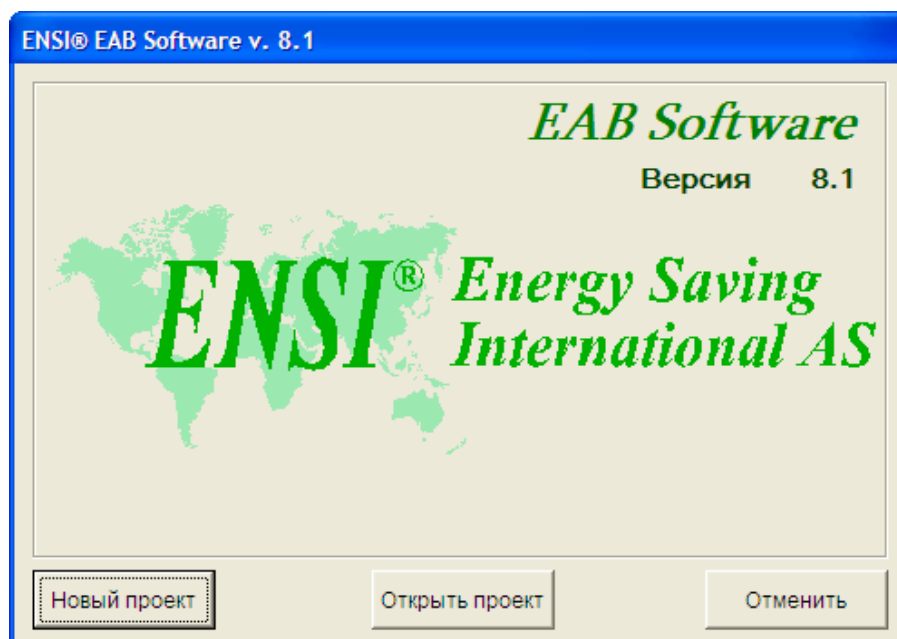 ENSI® EAB Software v. 8.1
EAB Software
Версия 8.1
ENSI® Energy Saving
International AS
Новый проект Открыть проект Отменить